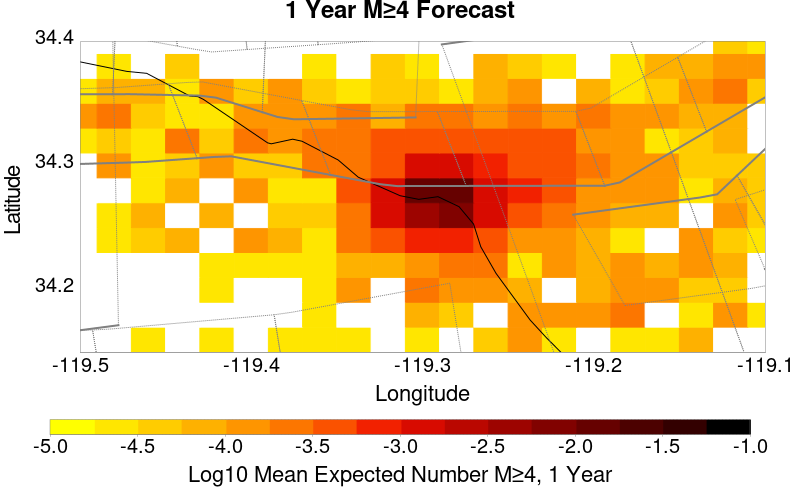 1 Year M≥4 Forecast
34.4
34.3
34.2
Latitude
-119.5 -119.4 -119.3 -119.2 -119.1
Longitude
-5.0 -4.5 -4.0 -3.5 -3.0 -2.5 -2.0 -1.5 -1.0
Log10 Mean Expected Number M≥4, 1 Year